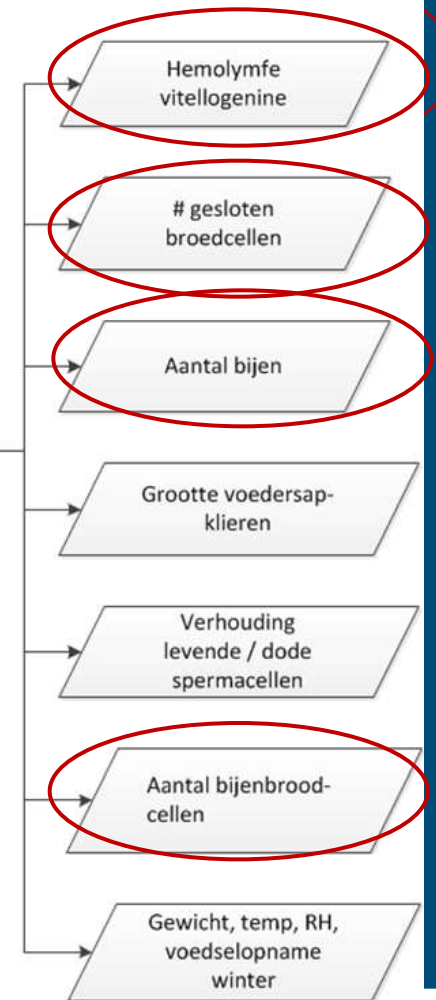 Hemolymfe
vitellogenine
# gesloten
broedcellen
Aantal bijen
Grootte voedersap-
klieren
Verhouding
levende / dode
spermacellen
Aantal bijenbrood-
cellen
Gewicht, temp, RH,
voedselopname
winter